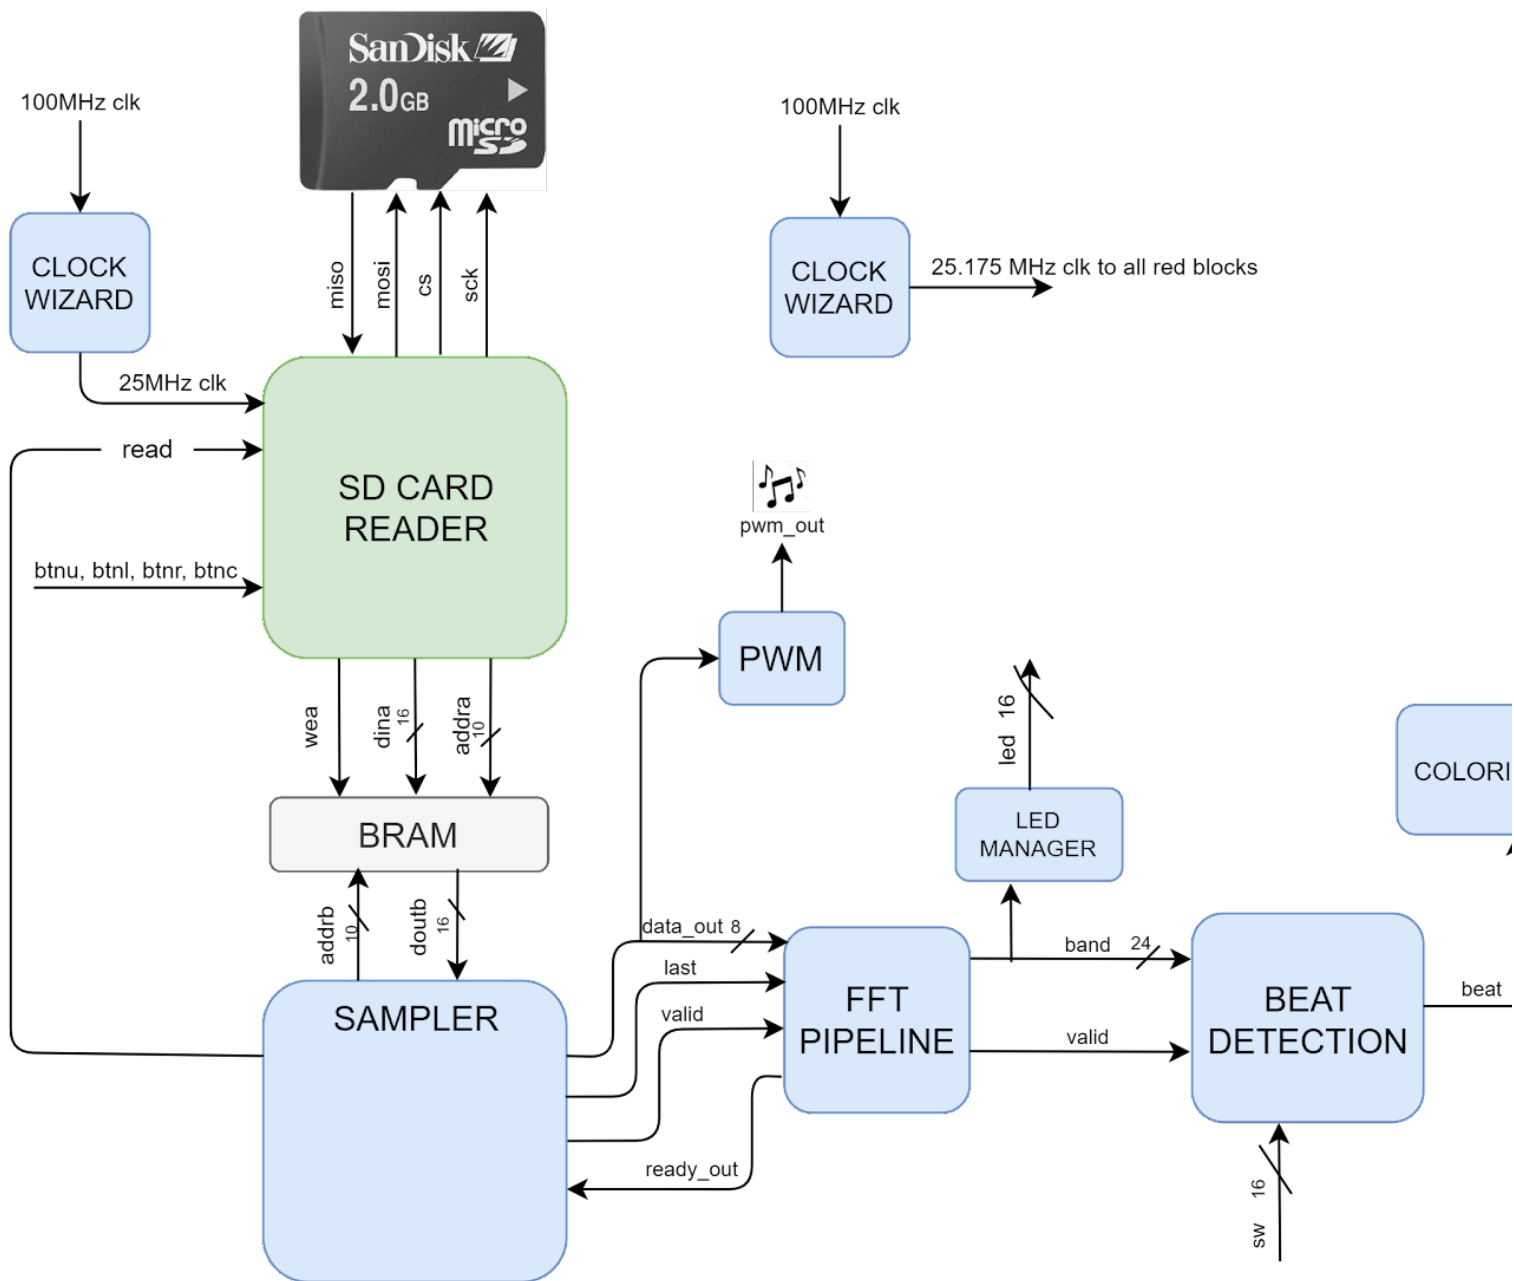 SanDisk
2.0GB
micro
SD
100MHz clk
100MHz clk
CLOCK
WIZARD
CLOCK
WIZARD
25.175 MHz clk to all red blocks
miso
mosi
cs
sck
25MHz clk
read
SD CARD
READER
btnu, btnl, btnr, btnc
pwm_out
PWM
wea
dina
16
addra
10
led 16
COLORI
LED
MANAGER
BRAM
addrb
10
doutb
16
data_out 8
last
valid
ready_out
SAMPLER
FFT
PIPELINE
band 24
valid
BEAT
DETECTION
beat
sw 16